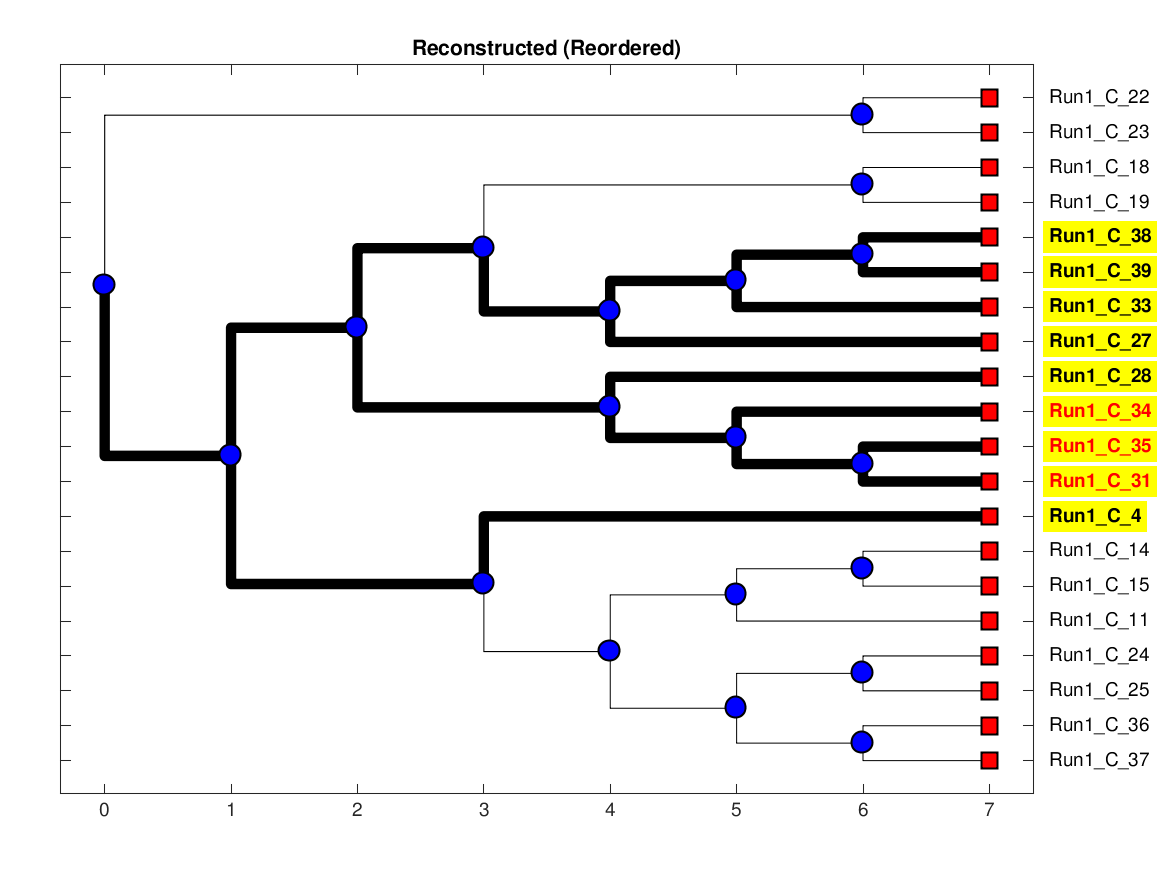 Reconstructed (Reordered)
Run1_C_22
Run1_C_23
Run1_C_18
Run1_C_19
Run1_C_38
Run1_C_39
Run1_C_33
Run1_C_27
Run1_C_28
Run1_C_34
Run1_C_35
Run1_C_31
Run1_C_4
Run1_C_14
Run1_C_15
Run1_C_11
Run1_C_24
Run1_C_25
Run1_C_36
Run1_C_37
0 1 2 3 4 5 6 7